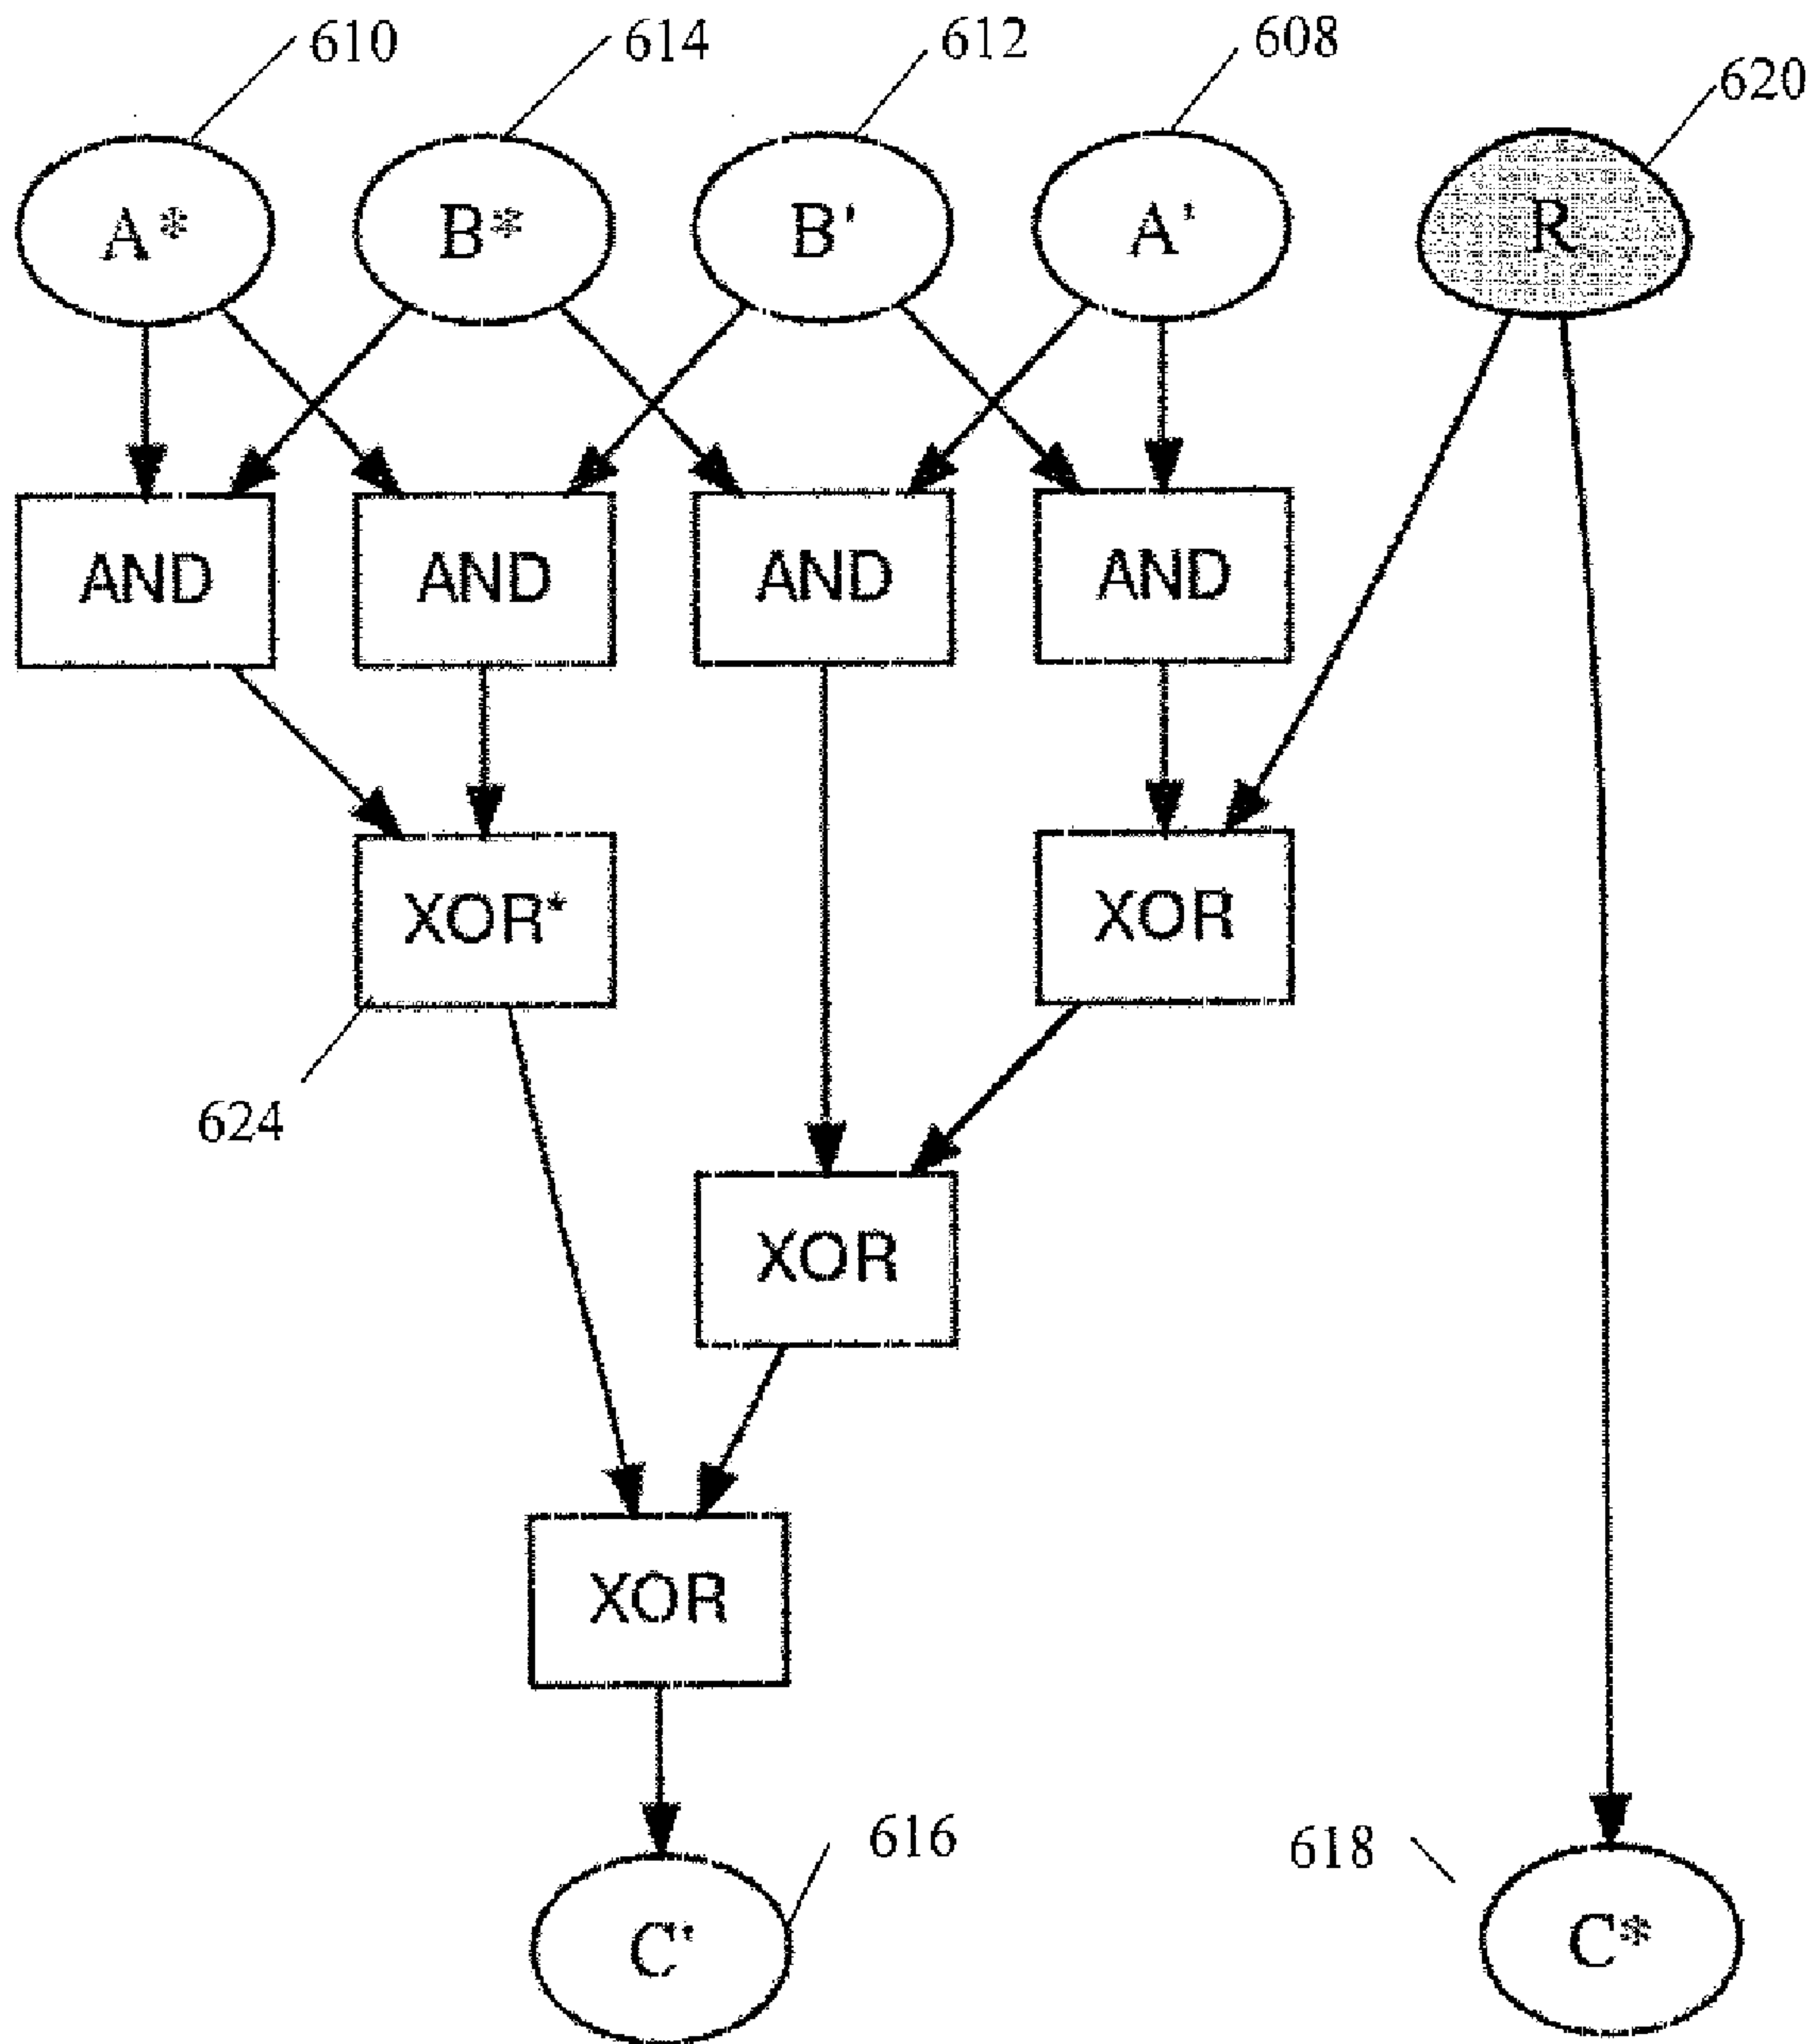 610
614
612
608
620
A*
B*
B'
A'
R
AND
AND
AND
AND
XOR*
XOR
624
XOR
XOR
616
618
C'
C*